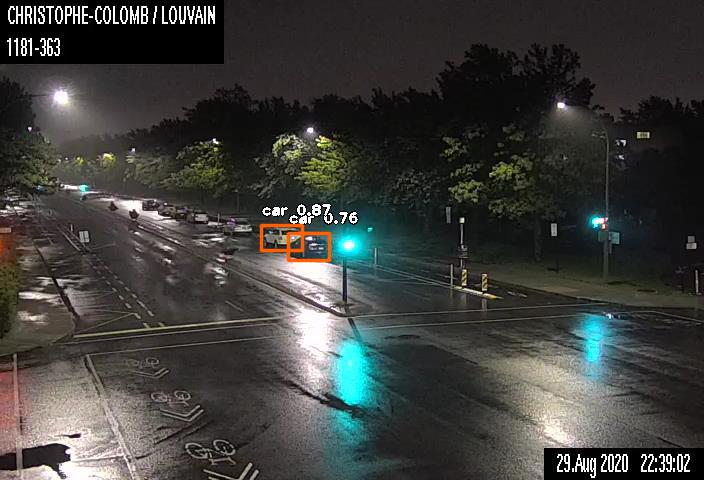 CHRISTOPHE-COLOMB / LOUVAIN
1181-363
car 0.87
car 0.76
29.Aug 2020 22:39:02